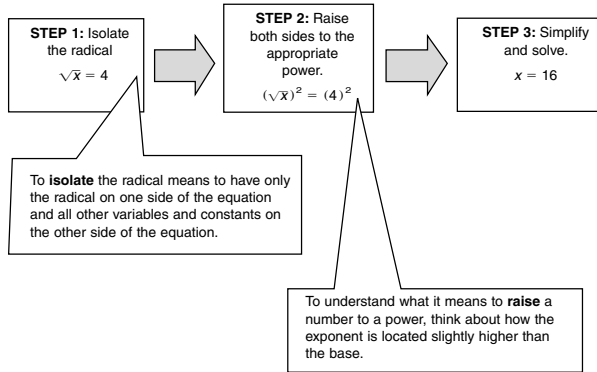 STEP 1: Isolate
the radical
√x = 4
STEP 2: Raise
both sides to the
appropriate
power.
(√x)² = (4)²
STEP 3: Simplify
and solve.
x = 16
To isolate the radical means to have only
the radical on one side of the equation
and all other variables and constants on
the other side of the equation.
To understand what it means to raise a
number to a power, think about how the
exponent is located slightly higher than
the base.